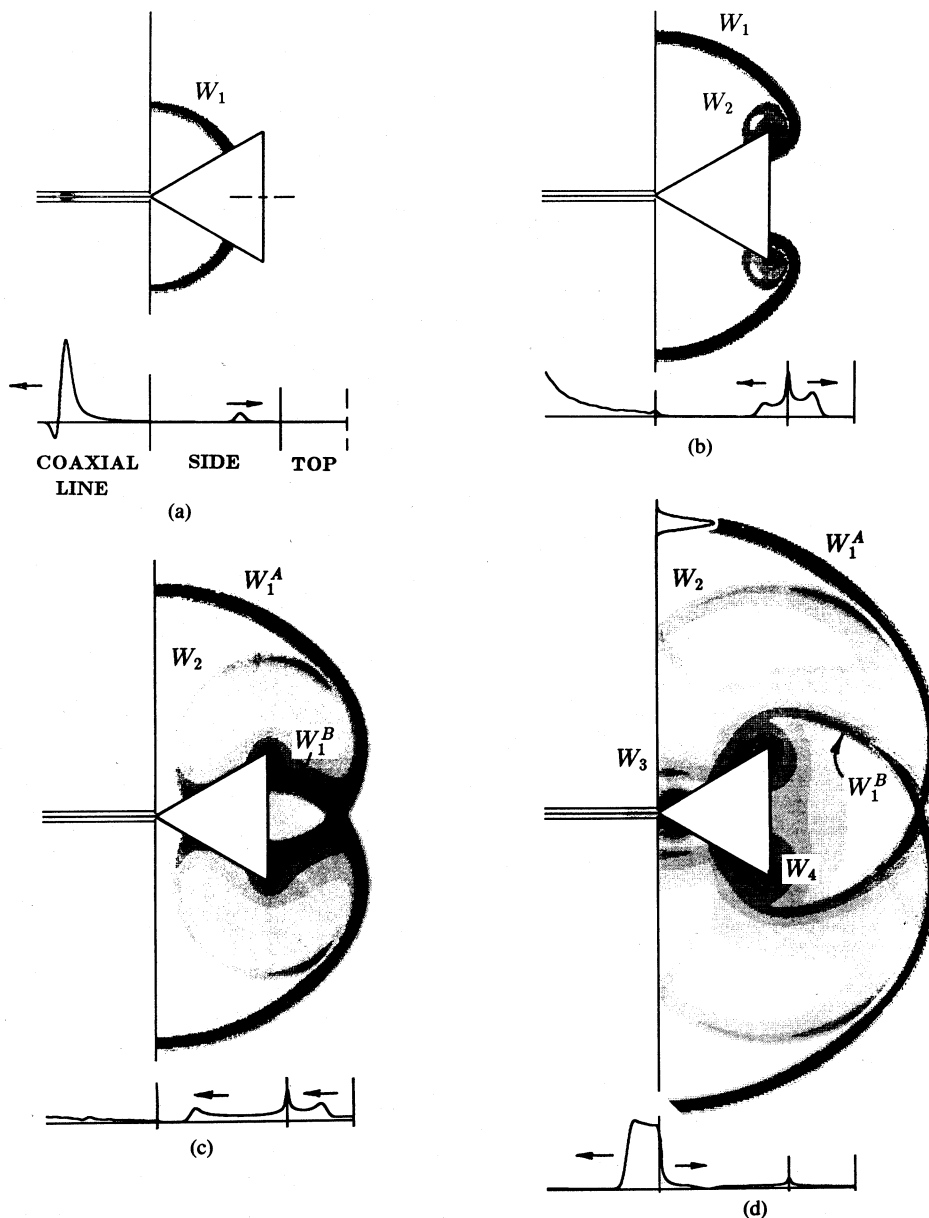 W₁
COAXIAL LINE
SIDE
TOP
(a)
W₁
W₂
(b)
W₁ᴬ
W₂
W₁ᴮ
(c)
W₁ᴬ
W₂
W₃
W₁ᴮ
W₄
(d)